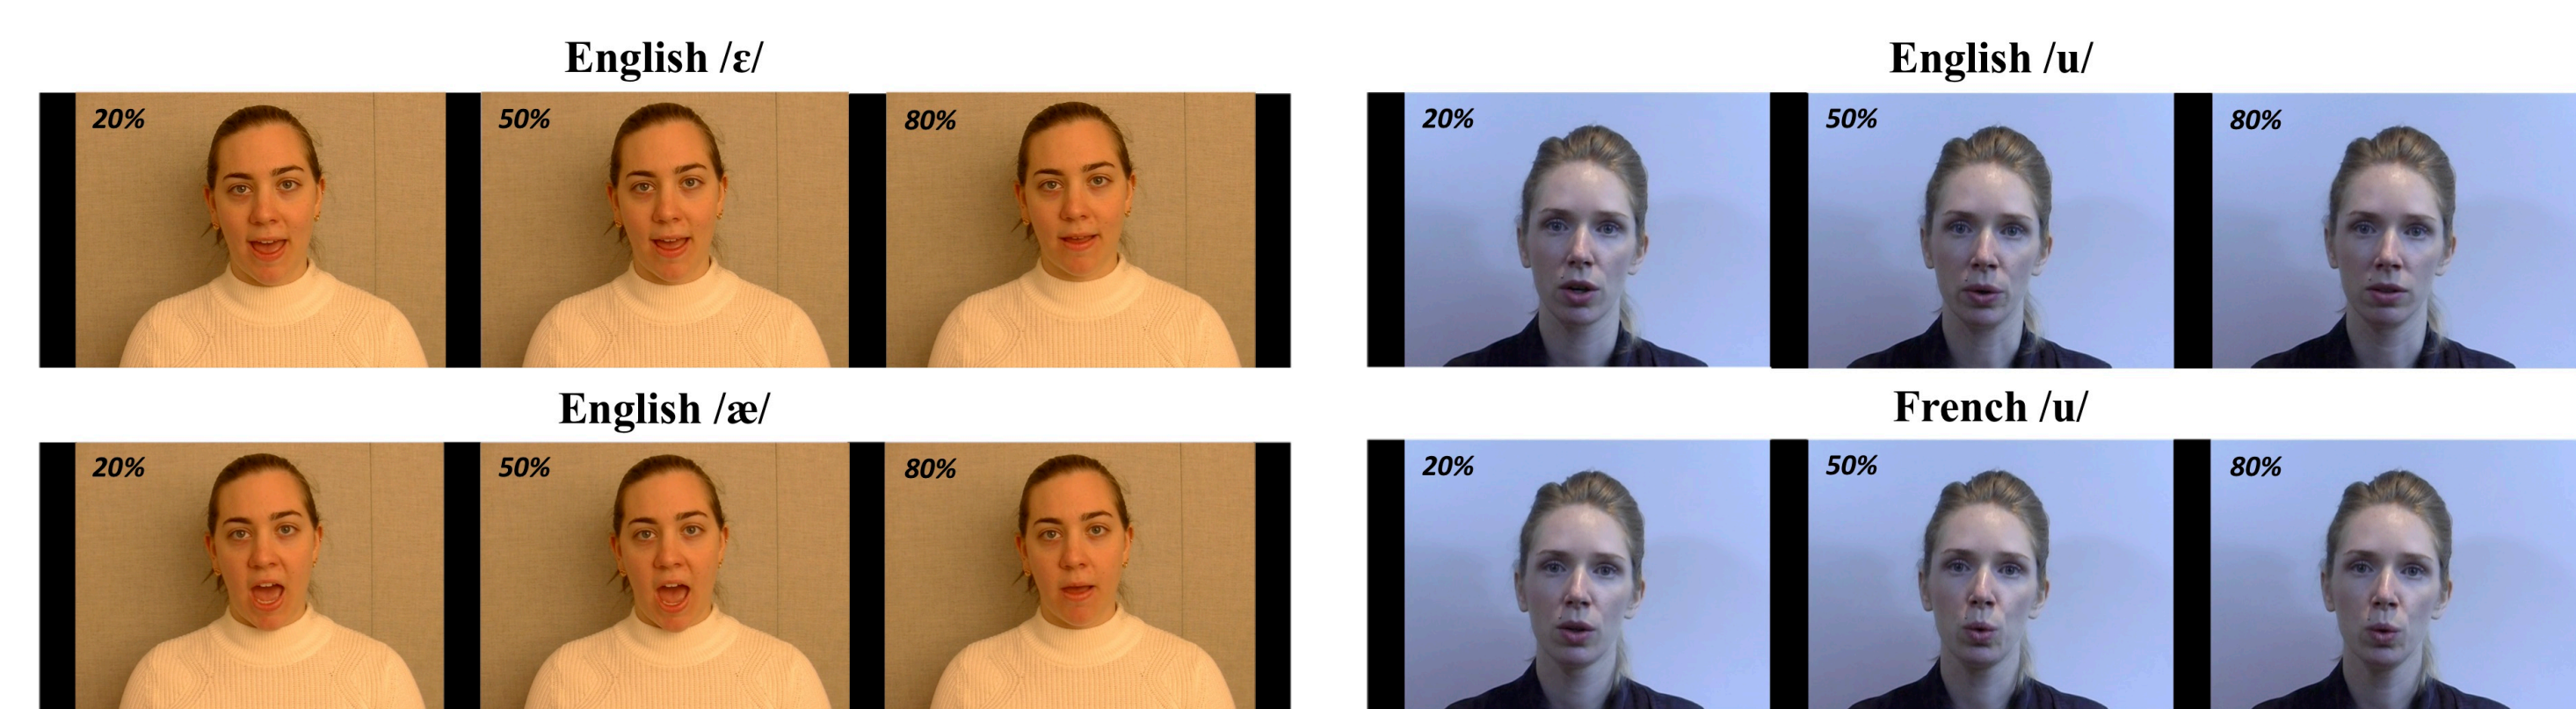 English /ɛ/
20% 50% 80%
English /æ/
20% 50% 80%
English /u/
20% 50% 80%
French /u/
20% 50% 80%